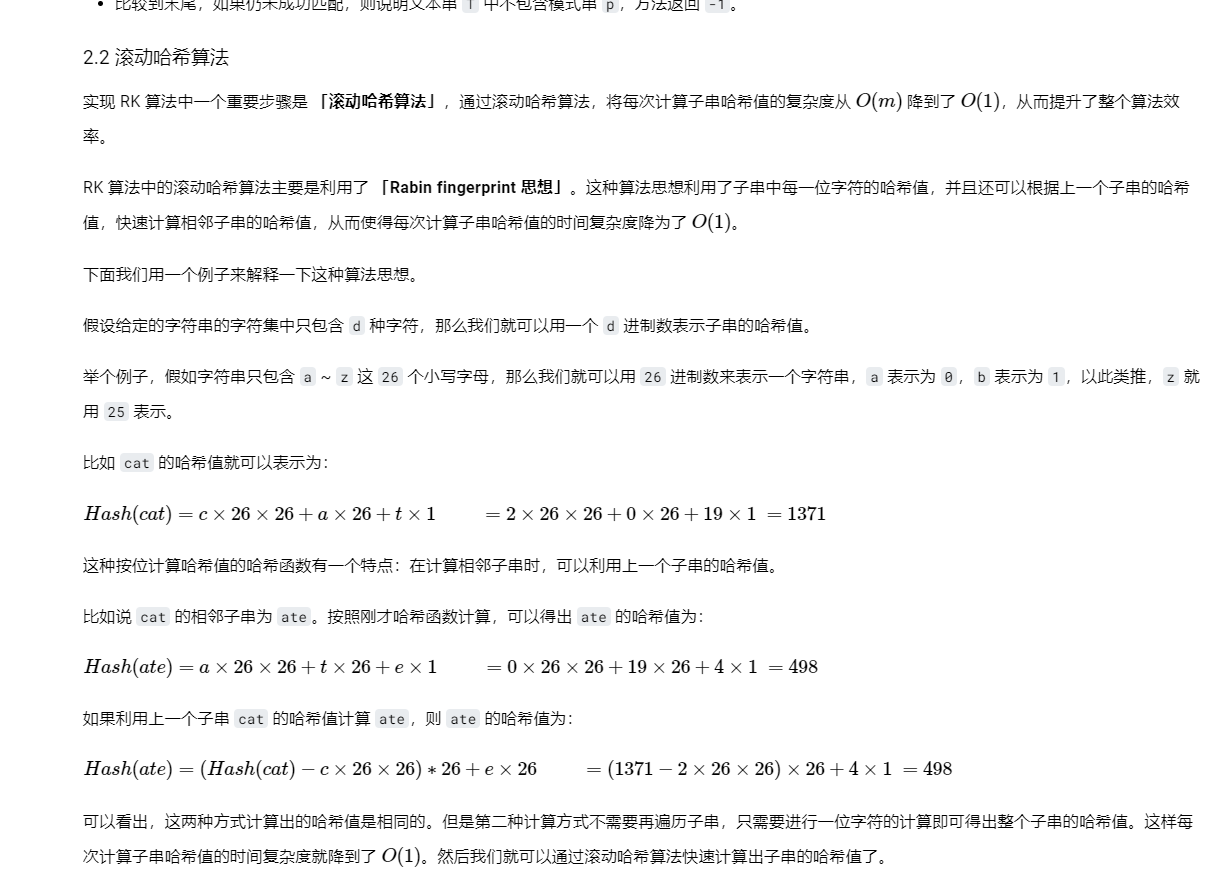 比较到末尾，如果仍未成功匹配，则说明文本串 T 中不包含模式串 p，方法返回 -1。
2.2 滚动哈希算法
实现 RK 算法中一个重要步骤是 「滚动哈希算法」，通过滚动哈希算法，将每次计算子串哈希值的复杂度从 O(m) 降到了 O(1)，从而提升了整个算法效
率。
RK 算法中的滚动哈希算法主要是利用了 「Rabin fingerprint 思想」。这种算法思想利用了子串中每一位字符的哈希值，并且还可以根据上一个子串的哈希
值，快速计算相邻子串的哈希值，从而使得每次计算子串哈希值的时间复杂度降为了 O(1)。
下面我们用一个例子来解释一下这种算法思想。
假设给定的字符串的字符集中只包含 d 种字符，那么我们就可以用一个 d 进制数表示子串的哈希值。
举个例子，假如字符串只包含 a ~ z 这 26 个小写字母，那么我们就可以用 26 进制数来表示一个字符串，a 表示为 0，b 表示为 1，以此类推，z 就
用 25 表示。
比如 cat 的哈希值就可以表示为：
Hash(cat) = c × 26 × 26 + a × 26 + t × 1 = 2 × 26 × 26 + 0 × 26 + 19 × 1 = 1371
这种按位计算哈希值的哈希函数有一个特点：在计算相邻子串时，可以利用上一个子串的哈希值。
比如说 cat 的相邻子串为 ate。按照刚才哈希函数计算，可以得出 ate 的哈希值为：
Hash(ate) = a × 26 × 26 + t × 26 + e × 1 = 0 × 26 × 26 + 19 × 26 + 4 × 1 = 498
如果利用上一个子串 cat 的哈希值计算 ate，则 ate 的哈希值为：
Hash(ate) = (Hash(cat) − c × 26 × 26) ∗ 26 + e × 26 = (1371 − 2 × 26 × 26) × 26 + 4 × 1 = 498
可以看出，这两种方式计算出的哈希值是相同的。但是第二种计算方式不需要再遍历子串，只需要进行一位字符的计算即可得出整个子串的哈希值。这样每
次计算子串哈希值的时间复杂度就降到了 O(1)。然后我们就可以通过滚动哈希算法快速计算出子串的哈希值了。